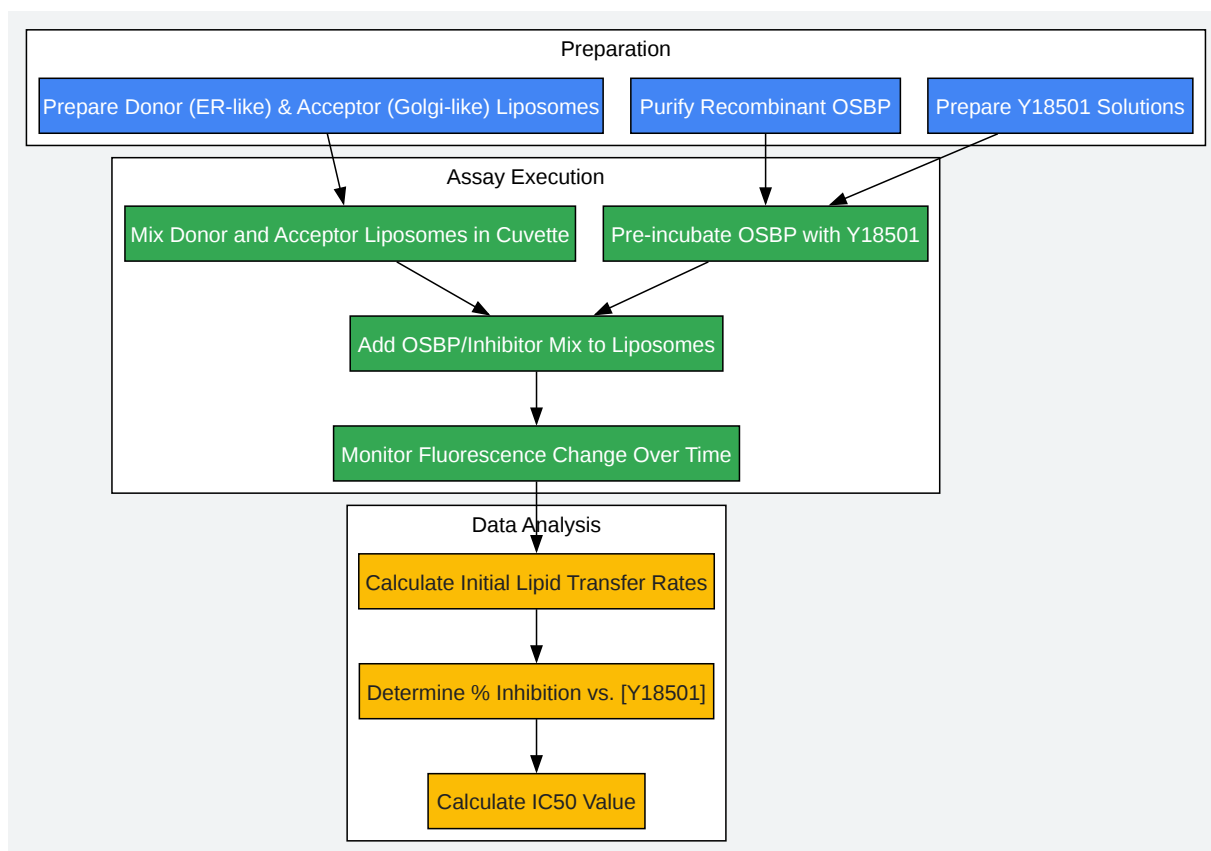 Preparation
Prepare Donor (ER-like) & Acceptor (Golgi-like) Liposomes
Purify Recombinant OSBP
Prepare Y18501 Solutions
Assay Execution
Mix Donor and Acceptor Liposomes in Cuvette
Pre-incubate OSBP with Y18501
Add OSBP/Inhibitor Mix to Liposomes
Monitor Fluorescence Change Over Time
Data Analysis
Calculate Initial Lipid Transfer Rates
Determine % Inhibition vs. [Y18501]
Calculate IC50 Value